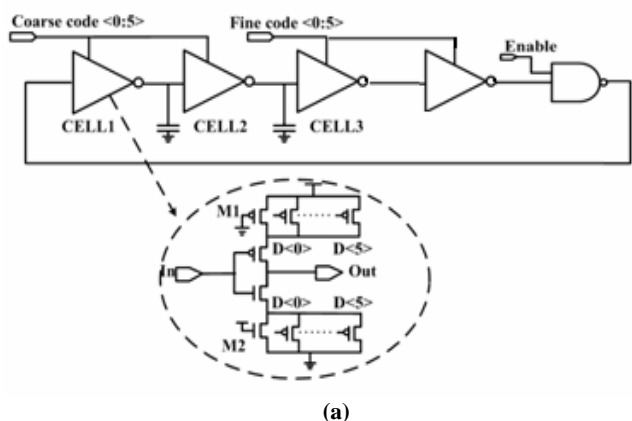 Coarse code <0:5> Fine code <0:5>
Enable
CELL1 CELL2 CELL3
M1
D<0> D<5>
In Out
D<0> D<5>
M2
(a)